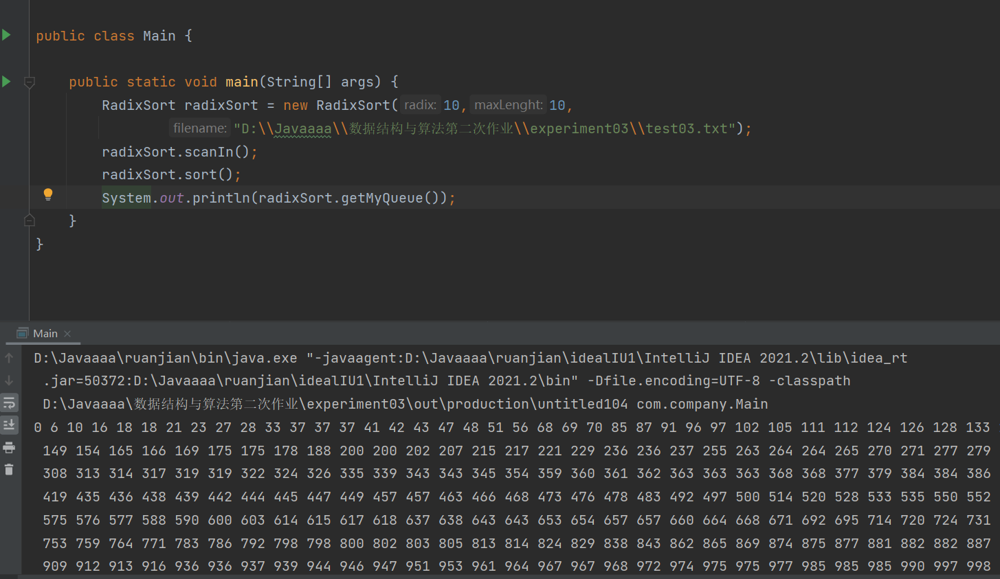 public class Main {
public static void main(String[] args) {
RadixSort radixSort = new RadixSort( radix: 10, maxLenght: 10,
filename: "D:\\Javaaaa\\数据结构与算法第二次作业\\experiment03\\test03.txt");
radixSort.scanIn();
radixSort.sort();
System.out.println(radixSort.getMyQueue());
}
}
Main
D:\Javaaaa\ruanjian\bin\java.exe "-javaagent:D:\Javaaaa\ruanjian\idealIU1\IntelliJ IDEA 2021.2\lib\idea_rt
.jar=50372:D:\Javaaaa\ruanjian\idealIU1\IntelliJ IDEA 2021.2\bin" -Dfile.encoding=UTF-8 -classpath
D:\Javaaaa\数据结构与算法第二次作业\experiment03\out\production\untitled104 com.company.Main
0 6 10 16 18 18 21 23 27 28 33 37 37 37 41 42 43 47 48 51 56 68 69 70 85 87 91 96 97 102 105 111 112 124 126 128 133
149 154 165 166 169 175 175 178 188 200 200 202 207 215 217 221 229 236 236 237 255 263 264 264 265 270 271 277 279
308 313 314 317 319 319 322 324 326 335 339 343 343 345 354 359 360 361 362 363 363 363 368 368 377 379 384 384 386
419 435 436 438 439 442 444 445 447 449 457 457 463 466 468 473 476 478 483 492 497 500 514 520 528 533 535 550 552
575 576 577 588 590 600 603 614 615 617 618 637 638 643 643 653 654 657 657 660 664 668 671 692 695 714 720 724 731
753 759 764 771 783 786 792 798 798 800 802 803 805 813 814 824 829 838 843 862 865 869 874 875 877 881 882 882 887
909 912 913 916 936 936 937 939 944 946 947 951 953 961 964 967 967 968 972 974 975 975 977 985 985 985 990 997 998